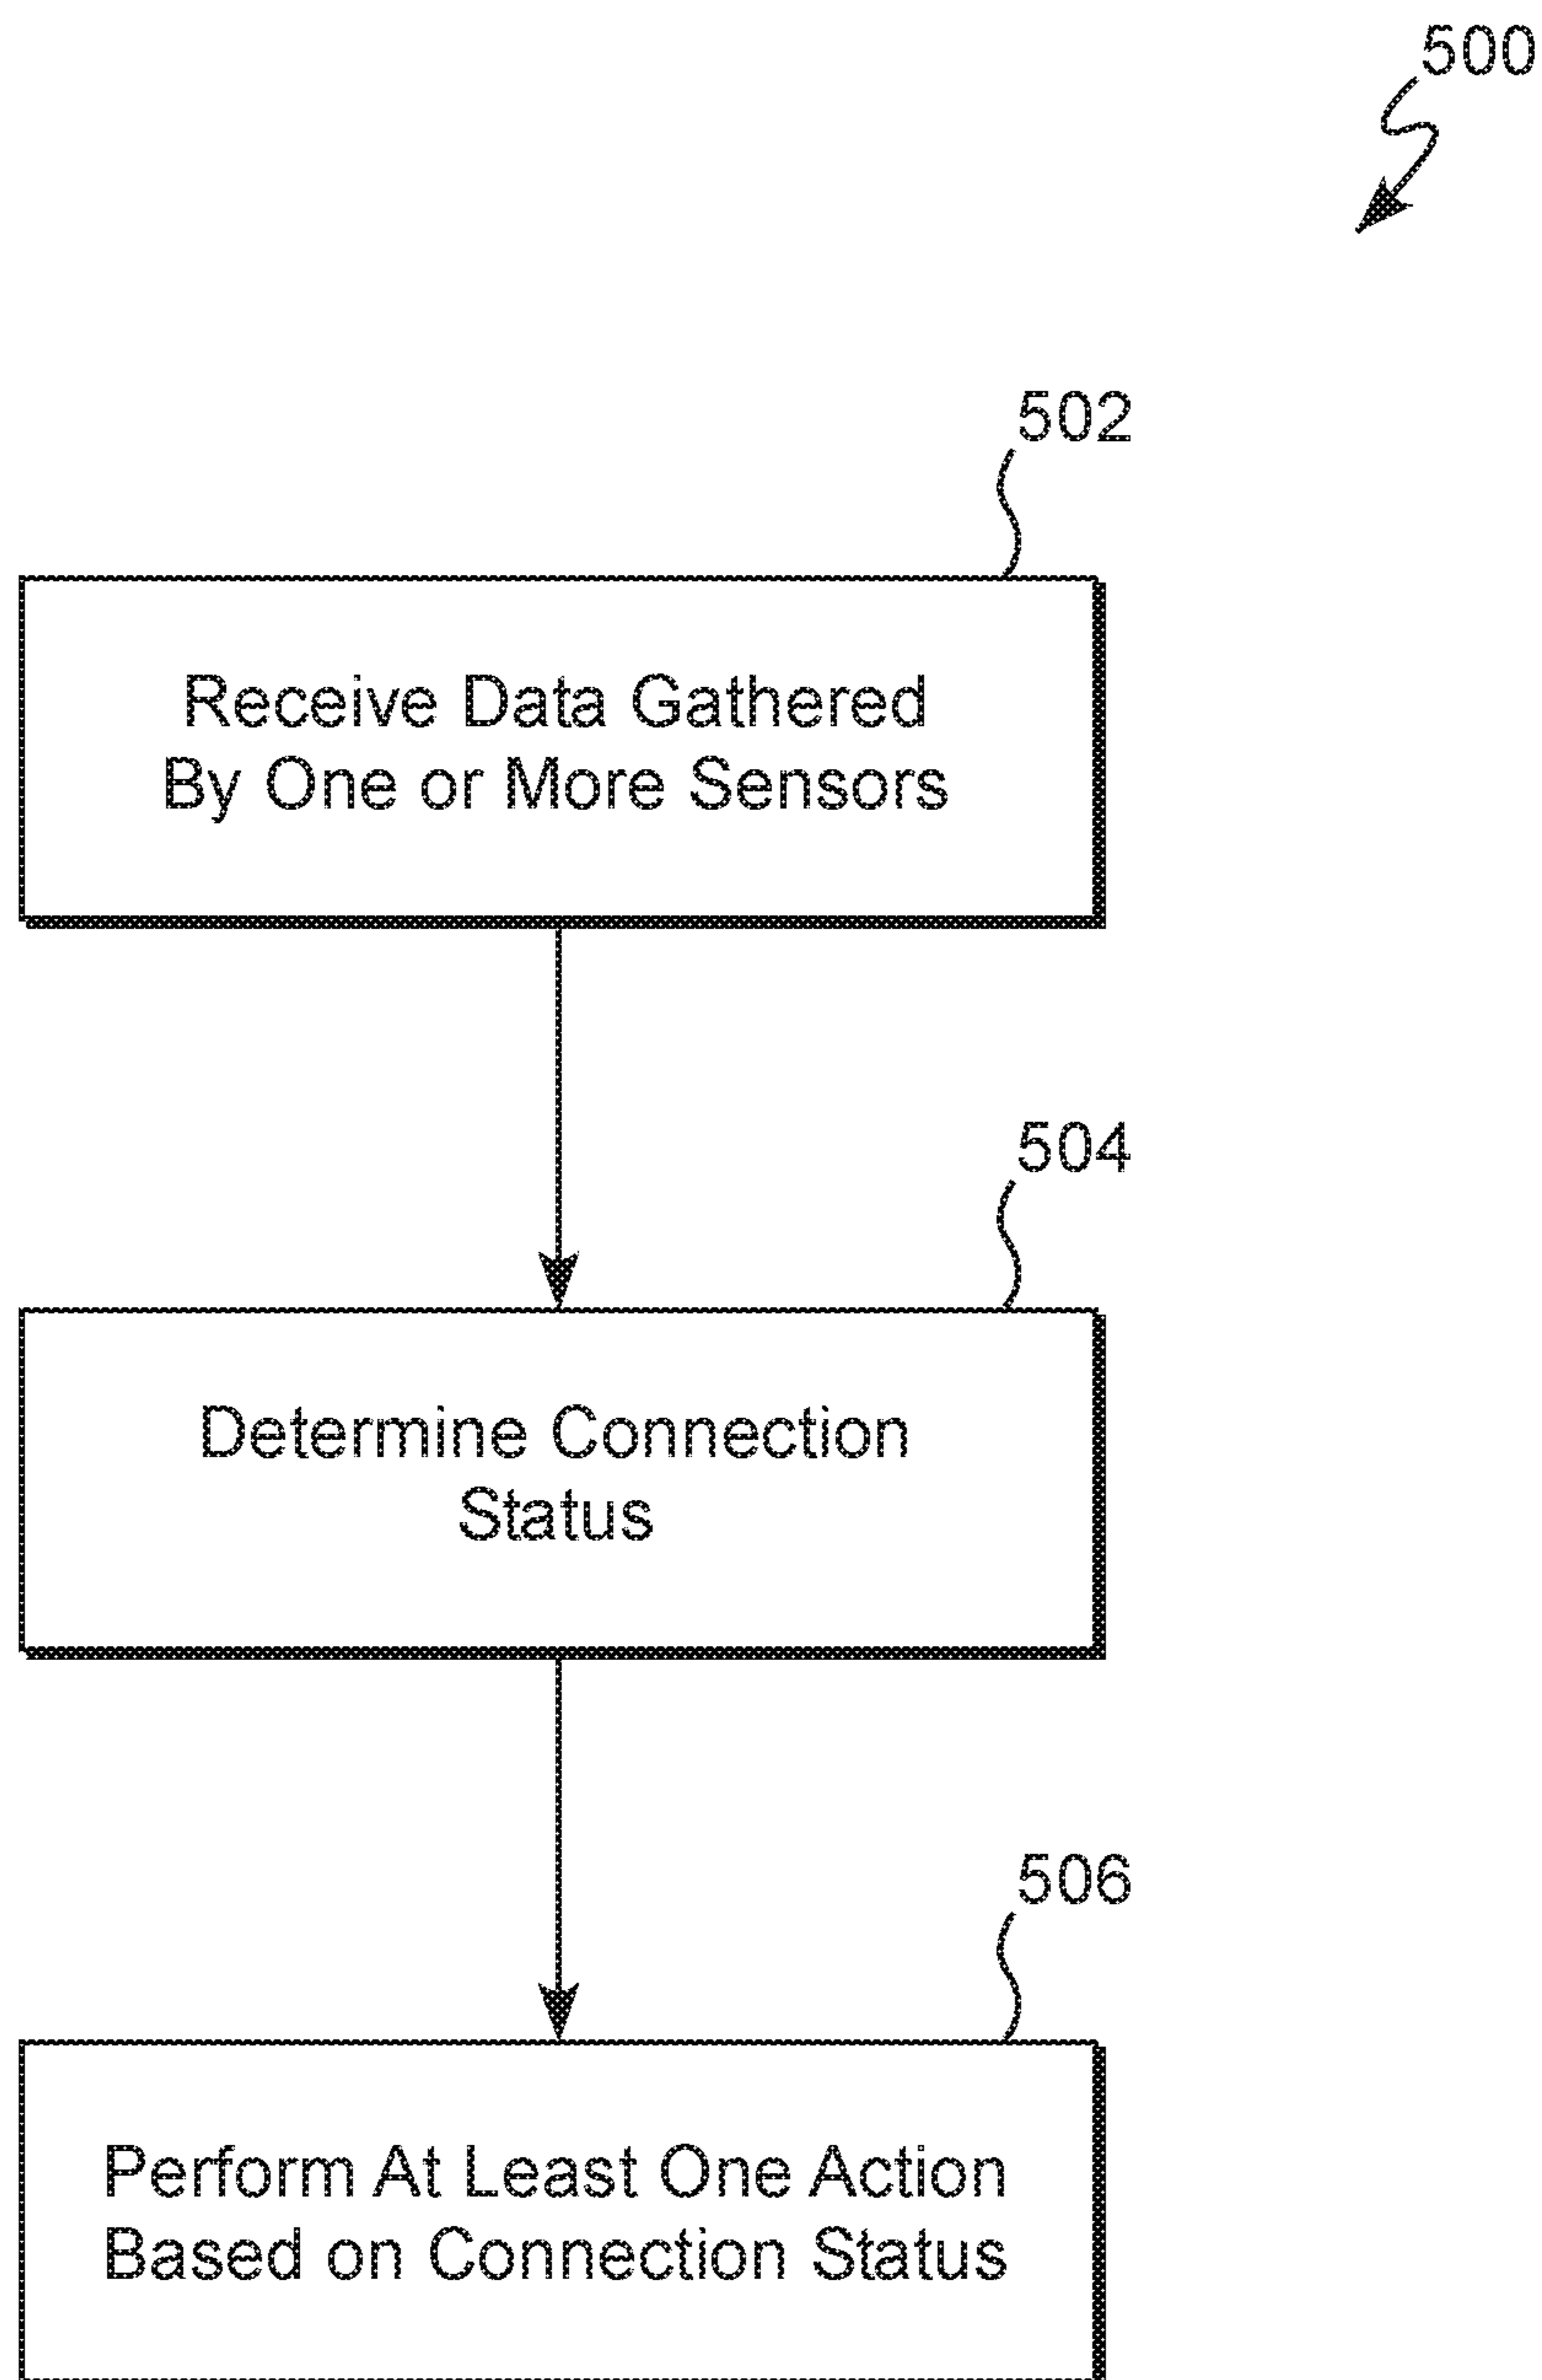 500
502
Receive Data Gathered
By One or More Sensors
504
Determine Connection
Status
506
Perform At Least One Action
Based on Connection Status